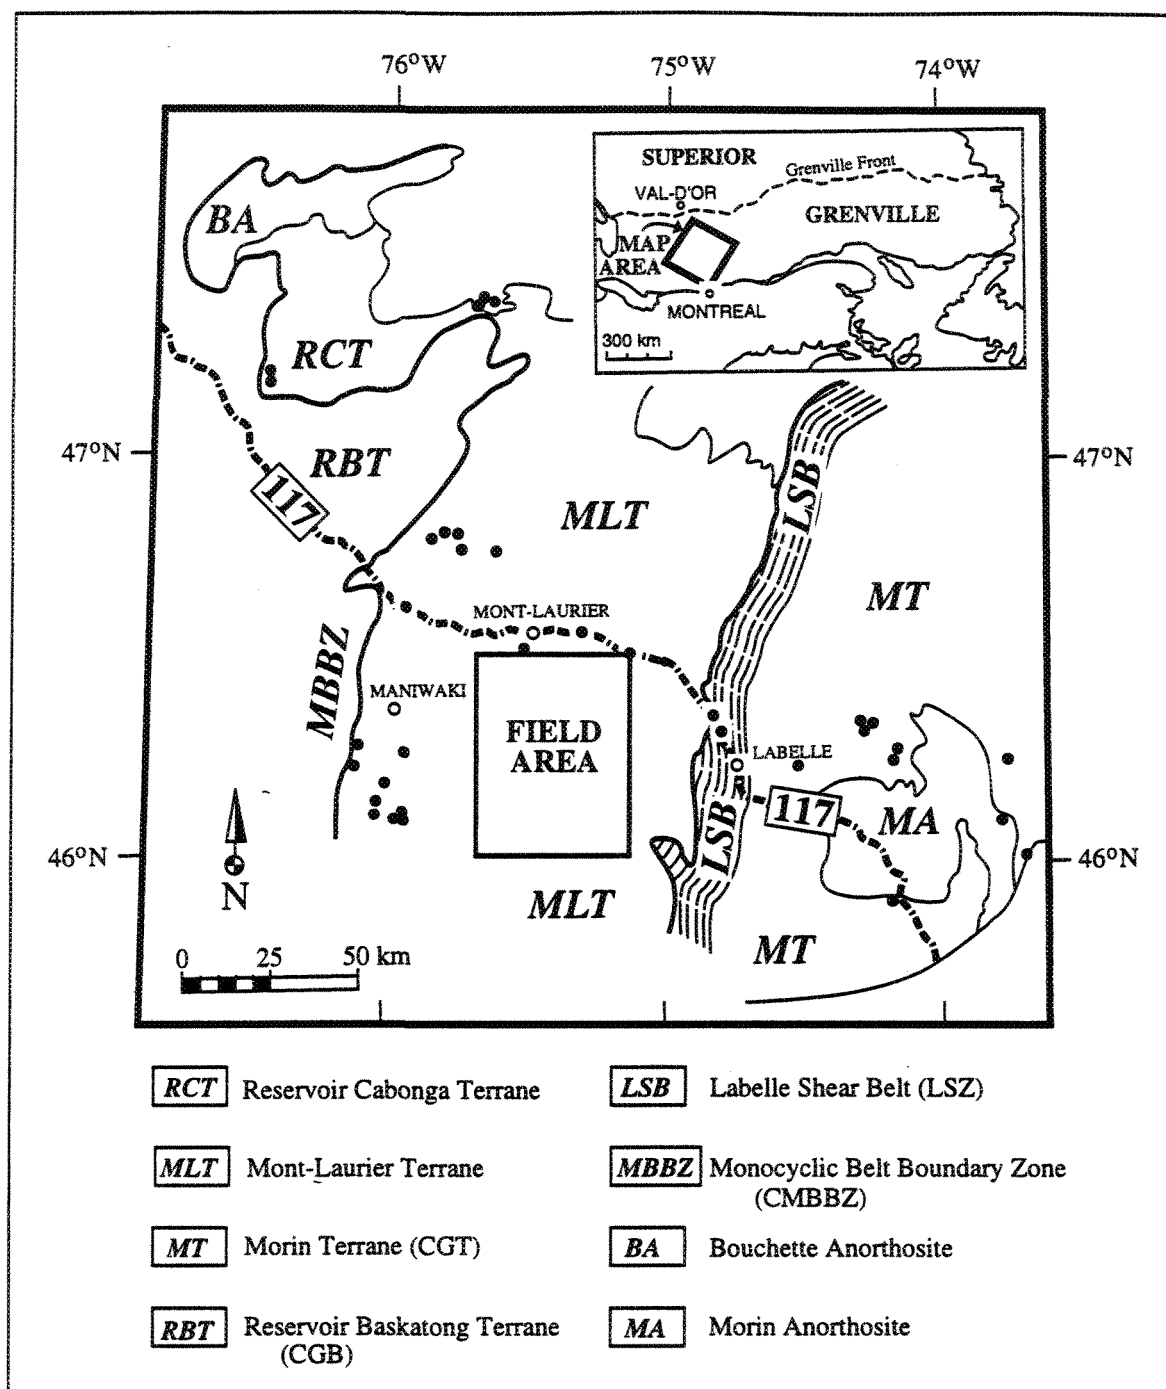 76°W 75°W 74°W
SUPERIOR
Grenville Front
VAL-D'OR
GRENVILLE
MAP
AREA
MONTREAL
300 km
BA
RCT
47°N
47°N
RBT
LSB
117
MLT
MT
MONT-LAURIER
MBBZ
MANIWAKI
FIELD
AREA
LABELLE
117
MA
LSB
46°N
46°N
N
MLT
MT
0 25 50 km
RCT Reservoir Cabonga Terrane
LSB Labelle Shear Belt (LSZ)
MLT Mont-Laurier Terrane
MBBZ Monocyclic Belt Boundary Zone
(CMBBZ)
MT Morin Terrane (CGT)
BA Bouchette Anorthosite
RBT Reservoir Baskatong Terrane
(CGB)
MA Morin Anorthosite